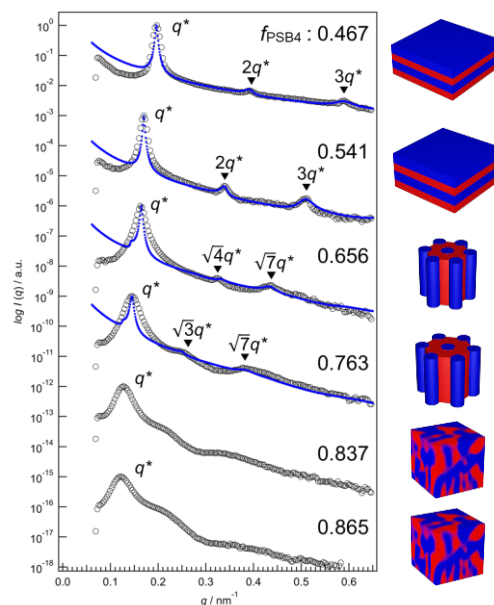 f_PSB4 : 0.467
q*
2q*
3q*
0.541
q*
2q*
3q*
0.656
q*
√4q*
√7q*
0.763
q*
√3q*
√7q*
0.837
q*
0.865
q*
log I(q) / a.u.
10⁰
10⁻¹
10⁻²
10⁻³
10⁻⁴
10⁻⁵
10⁻⁶
10⁻⁷
10⁻⁸
10⁻⁹
10⁻¹⁰
10⁻¹¹
10⁻¹²
10⁻¹³
10⁻¹⁴
10⁻¹⁵
10⁻¹⁶
10⁻¹⁷
10⁻¹⁸
0.0 0.1 0.2 0.3 0.4 0.5 0.6
q / nm⁻¹